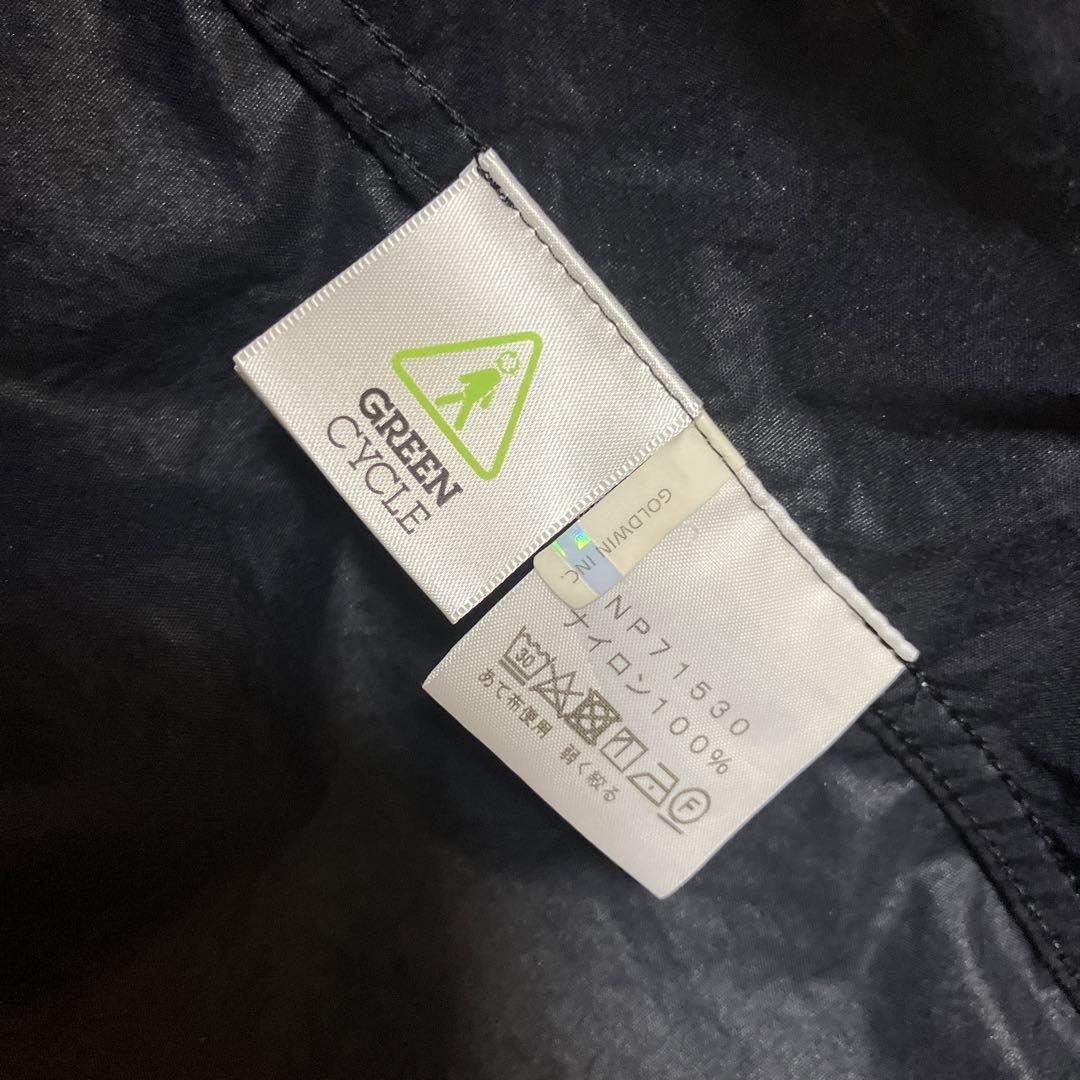 GREEN
CYCLE
GOLDWIN INC.
NP71530
ナイロン100%
30
F
あて布使用 弱く絞る